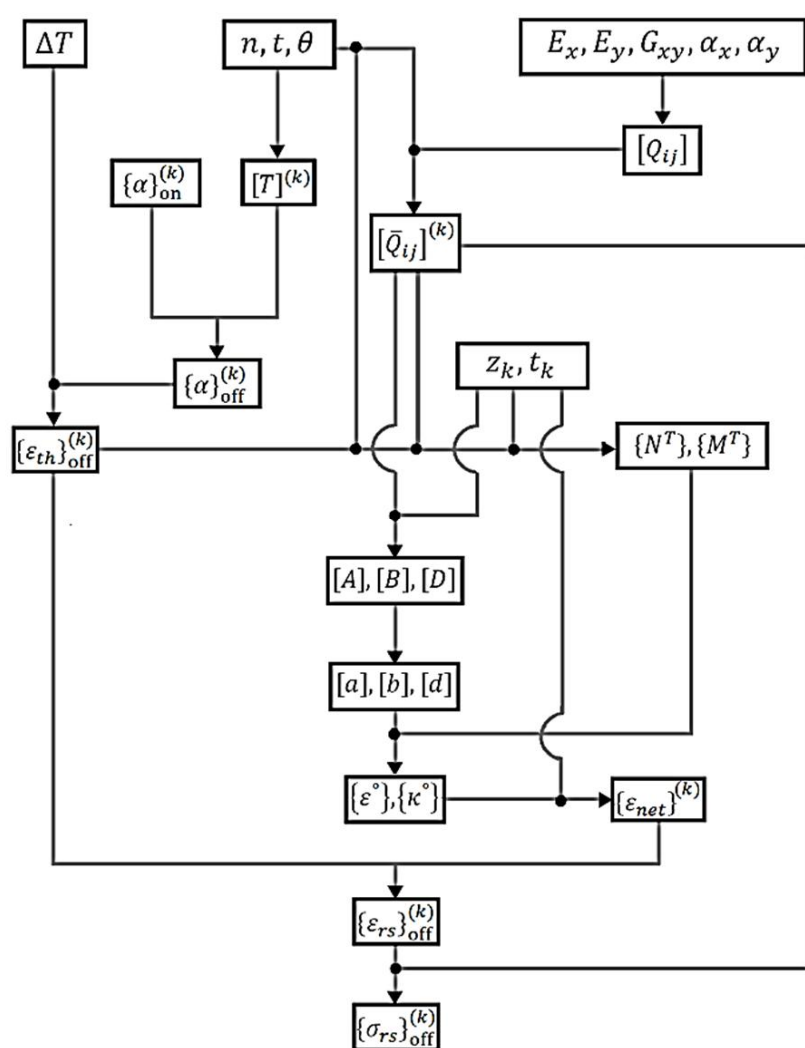 ΔT
n, t, θ
E_x, E_y, G_xy, α_x, α_y
[Q_ij]
{α}_on^(k)
[T]^(k)
[Q̄_ij]^(k)
z_k, t_k
{α}_off^(k)
{ε_th}_off^(k)
{N^T}, {M^T}
[A], [B], [D]
[a], [b], [d]
{ε°}, {κ°}
{ε_net}^(k)
{ε_rs}_off^(k)
{σ_rs}_off^(k)